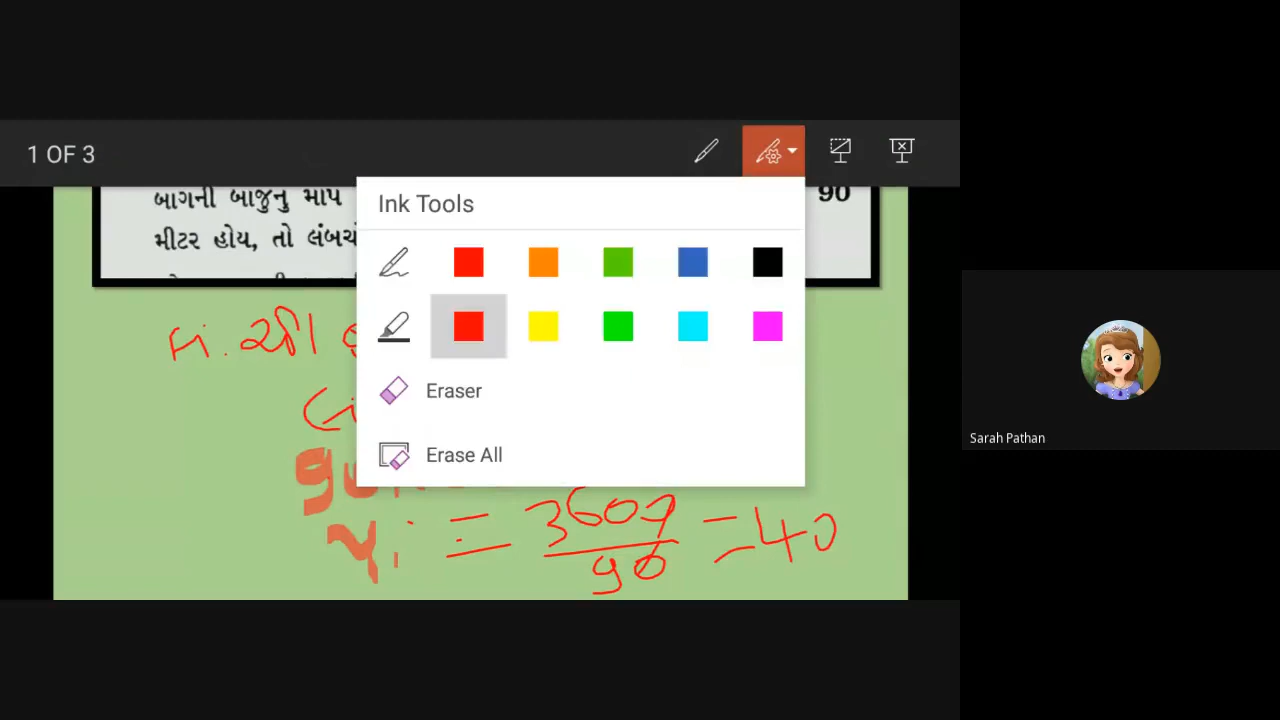 1 OF 3
બાગની બાજુનુ માપ 90
મીટર હોય, તો લંબચો
Ink Tools
Eraser
Erase All
= 3600 / 90 = 40
Sarah Pathan